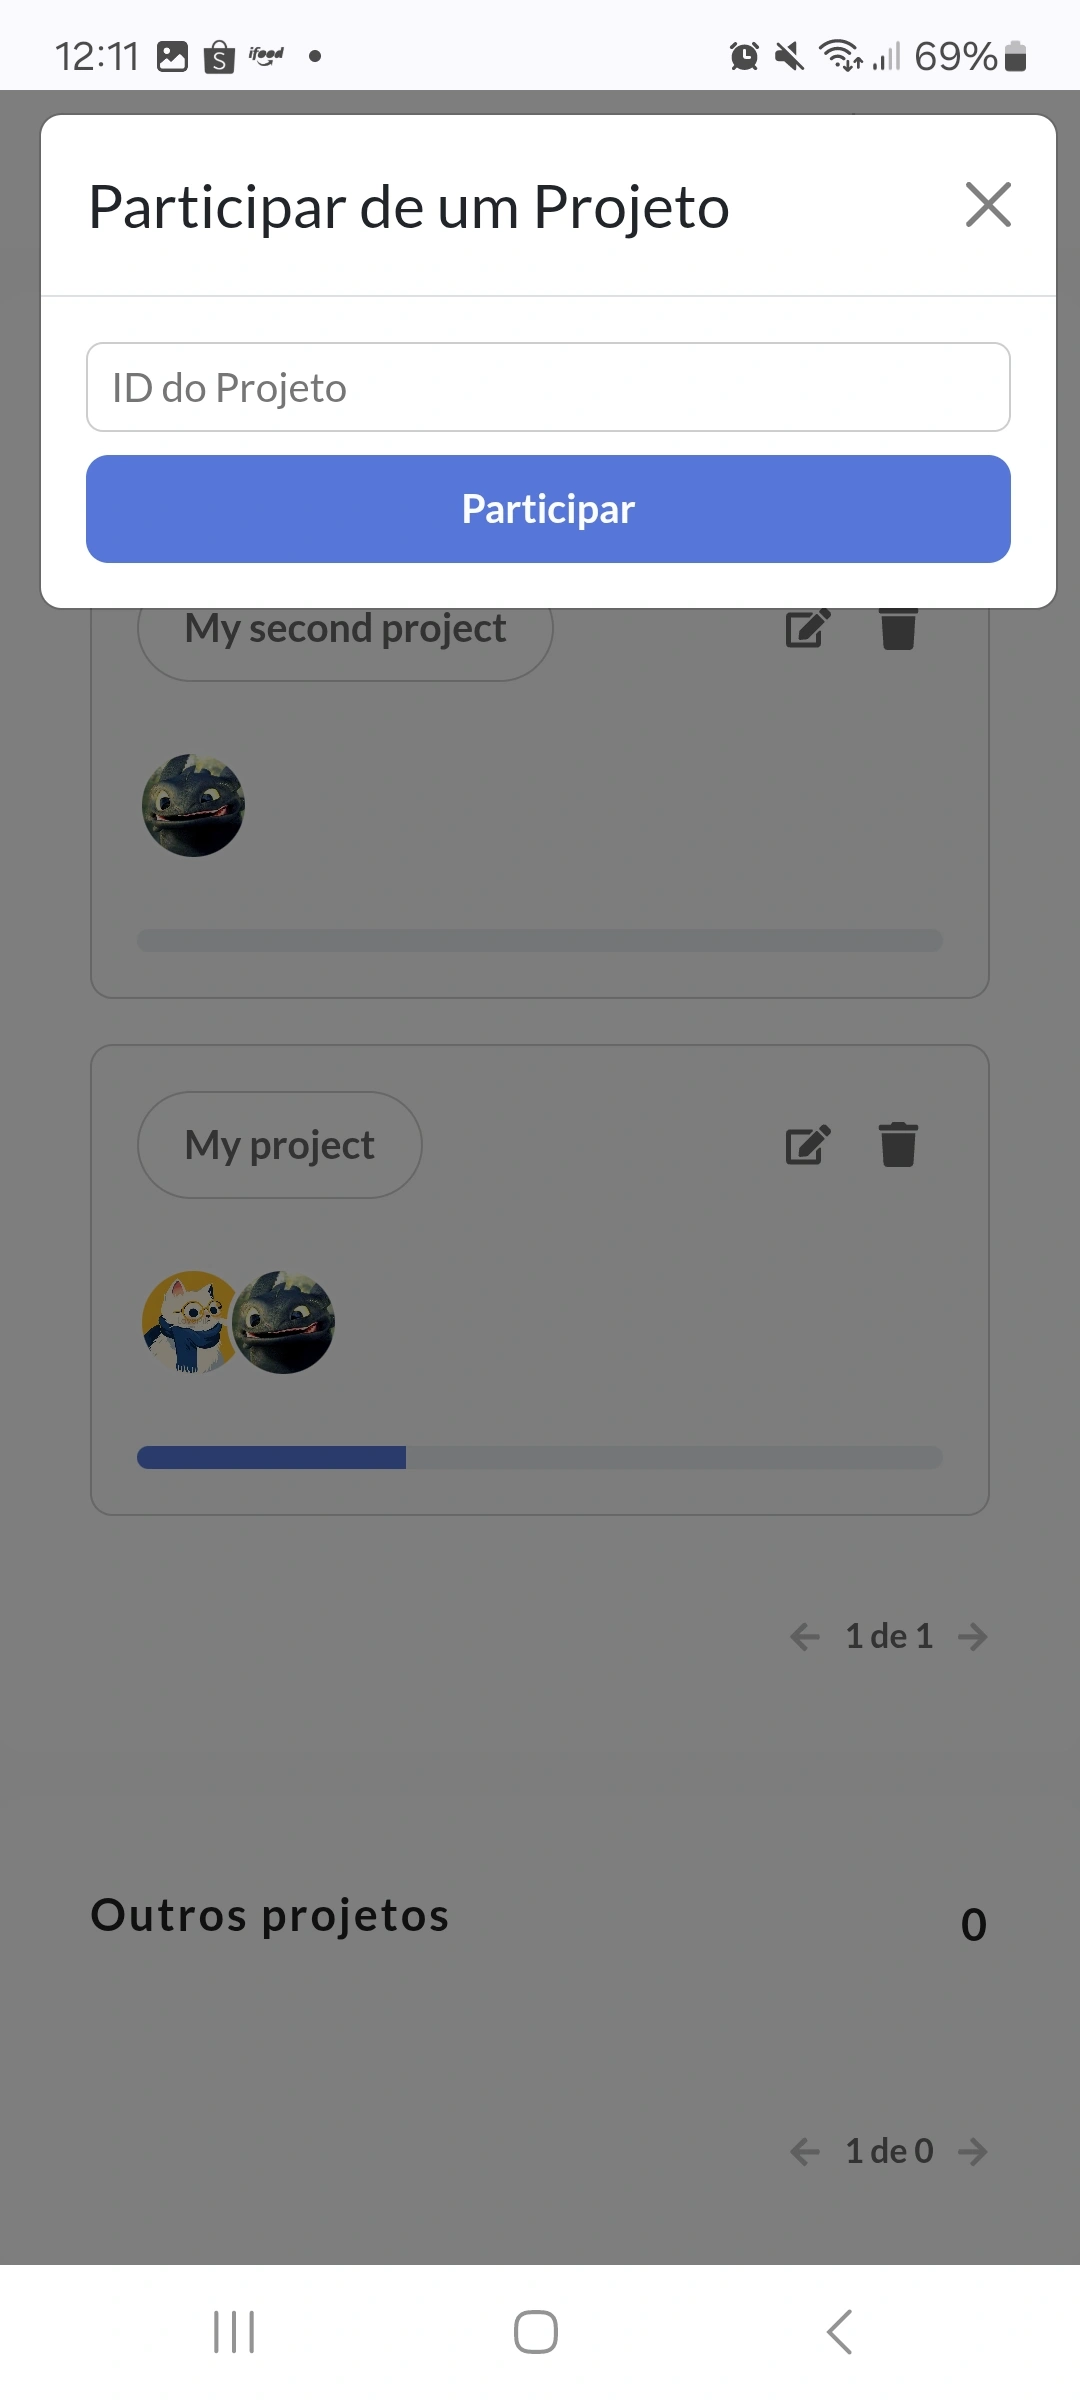 12:11 S ifood 69%
Participar de um Projeto
ID do Projeto
Participar
My second project
My project
1 de 1
Outros projetos 0
1 de 0